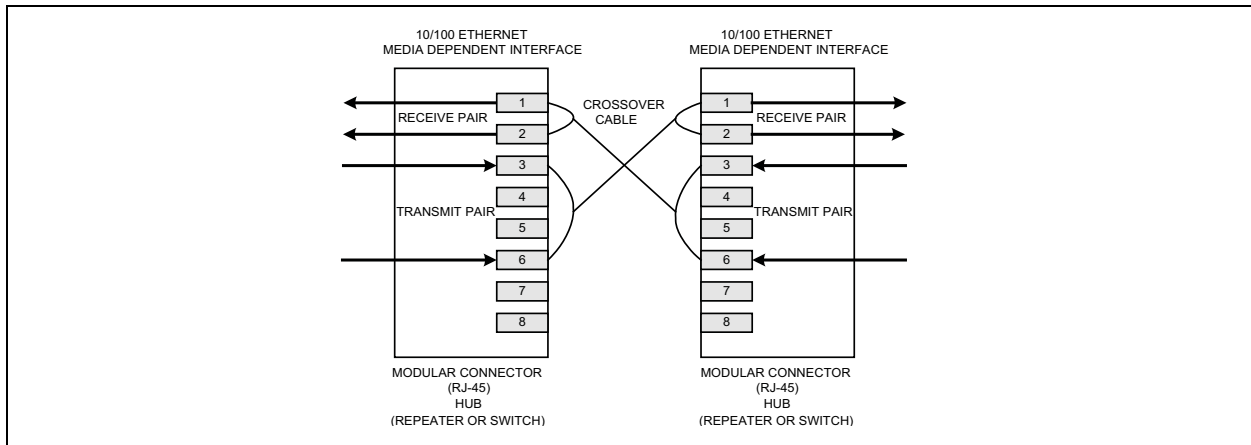 10/100 ETHERNET
MEDIA DEPENDENT INTERFACE
10/100 ETHERNET
MEDIA DEPENDENT INTERFACE
1
CROSSOVER
CABLE
1
RECEIVE PAIR
RECEIVE PAIR
2
2
3
3
4
4
TRANSMIT PAIR
TRANSMIT PAIR
5
5
6
6
7
7
8
8
MODULAR CONNECTOR
(RJ-45)
HUB
(REPEATER OR SWITCH)
MODULAR CONNECTOR
(RJ-45)
HUB
(REPEATER OR SWITCH)